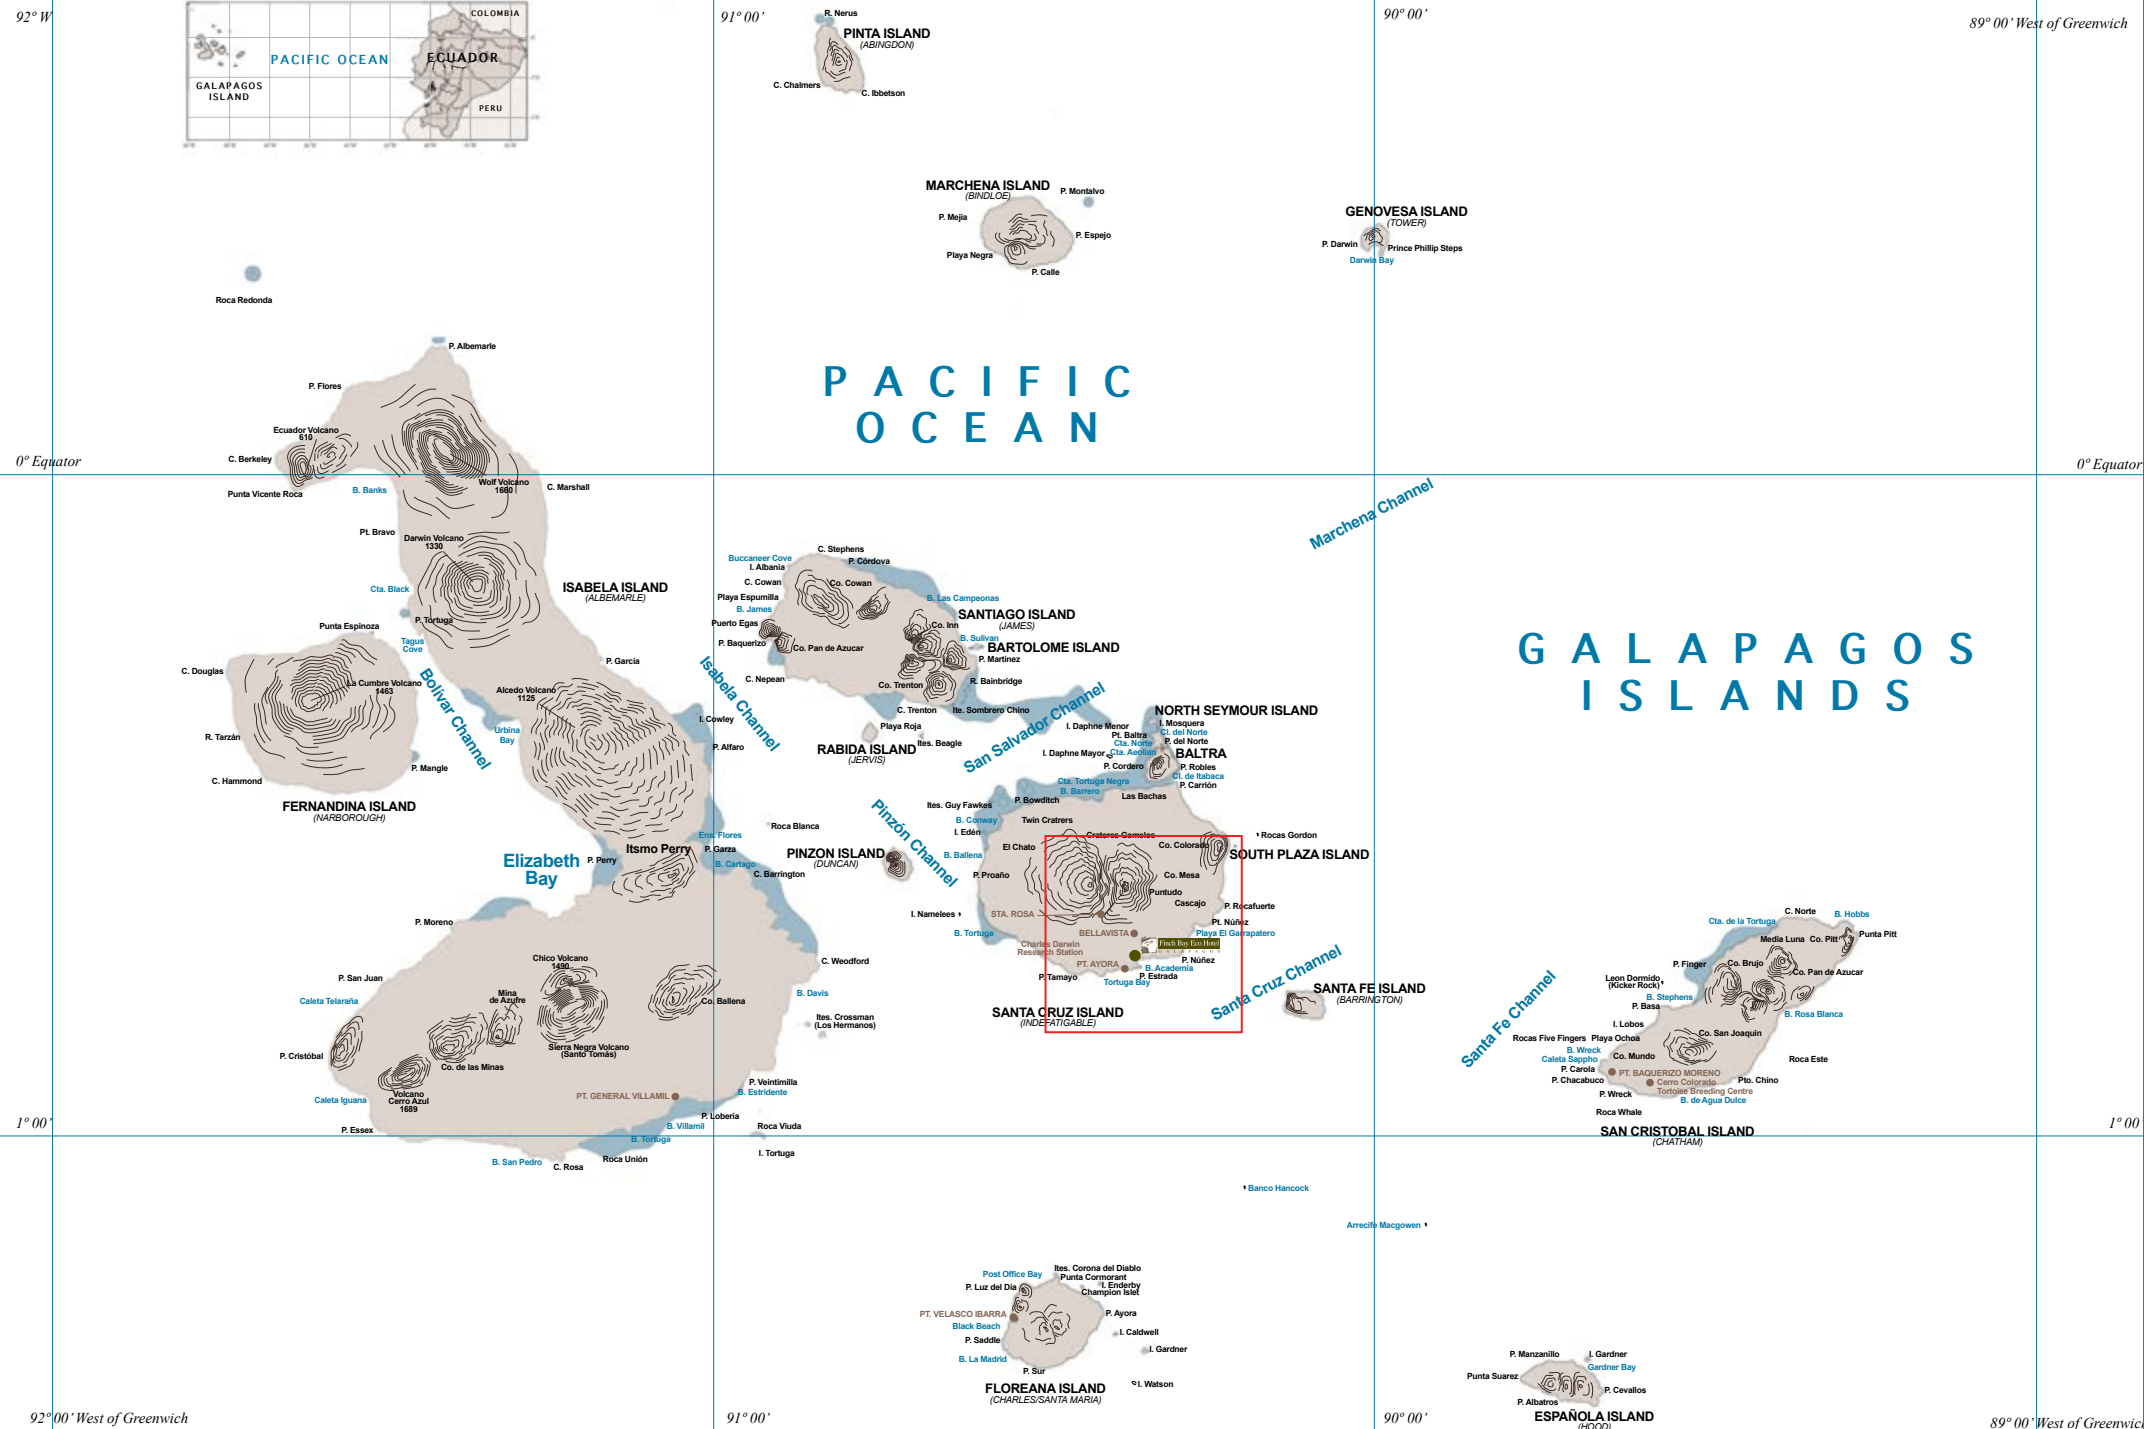 92º W
91º 00'
90º 00'
89º 00' West of Greenwich
COLOMBIA
PACIFIC OCEAN
ECUADOR
GALAPAGOS
ISLAND
PERU
R. Nerus
PINTA ISLAND
(ABINGDON)
C. Chalmers
C. Ibbetson
MARCHENA ISLAND
(BINDLOE)
P. Montalvo
P. Mejia
P. Espejo
Playa Negra
P. Calle
GENOVESA ISLAND
(TOWER)
P. Darwin
Prince Phillip Steps
Darwin Bay
Roca Redonda
PACIFIC
OCEAN
P. Albemarle
P. Flores
Ecuador Volcano
610
C. Berkeley
0º Equator
0º Equator
Punta Vicente Roca
B. Banks
Wolf Volcano
1660
C. Marshall
Marchena Channel
Pt. Bravo
Darwin Volcano
1330
Cta. Black
ISABELA ISLAND
(ALBEMARLE)
P. Tortuga
Punta Espinoza
Tagus
Cove
C. Douglas
La Cumbre Volcano
1463
R. Tarzán
C. Hammond
P. Mangle
FERNANDINA ISLAND
(NARBOROUGH)
Bolívar Channel
P. García
Alcedo Volcano
1125
Urbina
Bay
I. Cowley
P. Alfaro
Isabela Channel
C. Stephens
Buccaneer Cove
P. Córdova
I. Albania
C. Cowan
Co. Cowan
Playa Espumilla
B. James
B. Las Campeonas
SANTIAGO ISLAND
(JAMES)
Puerto Egas
Co. Inn
B. Sulivan
P. Baquerizo
Co. Pan de Azucar
BARTOLOME ISLAND
P. Martinez
C. Nepean
Co. Trenton
R. Bainbridge
C. Trenton
Ite. Sombrero Chino
Playa Roja
Ites. Beagle
RABIDA ISLAND
(JERVIS)
San Salvador Channel
GALAPAGOS
ISLANDS
NORTH SEYMOUR ISLAND
I. Daphne Menor
I. Mosquera
Pt. Baltra
Cl. del Norte
Cta. Norte
P. del Norte
I. Daphne Mayor
Cta. Aeolian
BALTRA
P. Cordero
P. Robles
Cl. de Itabaca
Cta. Tortuga Negra
P. Carrión
B. Barrero
Las Bachas
P. Bowditch
Ites. Guy Fawkes
B. Conway
Twin Cratrers
I. Edén
Crateres Gemelos
Rocas Gordon
El Chato
Co. Colorado
SOUTH PLAZA ISLAND
B. Ballena
P. Proaño
Co. Mesa
Puntudo
Cascajo
P. Rocafuerte
I. Namelees
STA. ROSA
Pt. Núñez
B. Tortuga
BELLAVISTA
Playa El Garrapatero
Charles Darwin
Research Station
Finch Bay Eco Hotel
GALAPAGOS
PT. AYORA
P. Núñez
B. Academia
P. Tamayo
P. Estrada
Tortuga Bay
SANTA CRUZ ISLAND
(INDEFATIGABLE)
Santa Cruz Channel
SANTA FE ISLAND
(BARRINGTON)
Pinzón Channel
PINZON ISLAND
(DUNCAN)
Roca Blanca
Ens. Flores
Itsmo Perry
P. Garza
P. Perry
B. Cartago
C. Barrington
Elizabeth
Bay
P. Moreno
C. Weodford
P. San Juan
Chico Volcano
1490
Caleta Telaraña
Mina
de Azufre
Co. Ballena
B. Davis
Ites. Crossman
(Los Hermanos)
P. Cristóbal
Sierra Negra Volcano
(Santo Tomás)
Co. de las Minas
Volcano
Cerro Azul
1689
Caleta Iguana
PT. GENERAL VILLAMIL
P. Veintimilla
B. Estridente
P. Lobería
B. Villamil
Roca Viuda
P. Essex
B. Tortuga
I. Tortuga
B. San Pedro
C. Rosa
Roca Unión
1º 00'
1º 00'
Santa Fe Channel
C. Norte
Cta. de la Tortuga
B. Hobbs
Media Luna
Co. Pitt
Punta Pitt
P. Finger
Co. Brujo
Co. Pan de Azucar
Leon Dormido
(Kicker Rock)
B. Stephens
P. Basa
B. Rosa Blanca
I. Lobos
Co. San Joaquin
Rocas Five Fingers
Playa Ochoa
B. Wreck
Co. Mundo
Roca Este
Caleta Sappho
P. Carola
PT. BAQUERIZO MORENO
P. Chacabuco
Cerro Colorado
Tortoise Breeding Centre
Pto. Chino
P. Wreck
B. de Agua Dulce
Roca Whale
SAN CRISTOBAL ISLAND
(CHATHAM)
Banco Hancock
Arrecife Macgowen
Post Office Bay
Ites. Corona del Diablo
Punta Cormorant
P. Luz del Día
I. Enderby
Champion Islet
PT. VELASCO IBARRA
P. Ayora
Black Beach
I. Caldwell
P. Saddle
I. Gardner
B. La Madrid
P. Sur
I. Watson
FLOREANA ISLAND
(CHARLES/SANTA MARIA)
P. Manzanillo
I. Gardner
Gardner Bay
Punta Suarez
P. Cevallos
P. Albatros
ESPAÑOLA ISLAND
(HOOD)
92º 00' West of Greenwich
91º 00'
90º 00'
89º 00' West of Greenwich